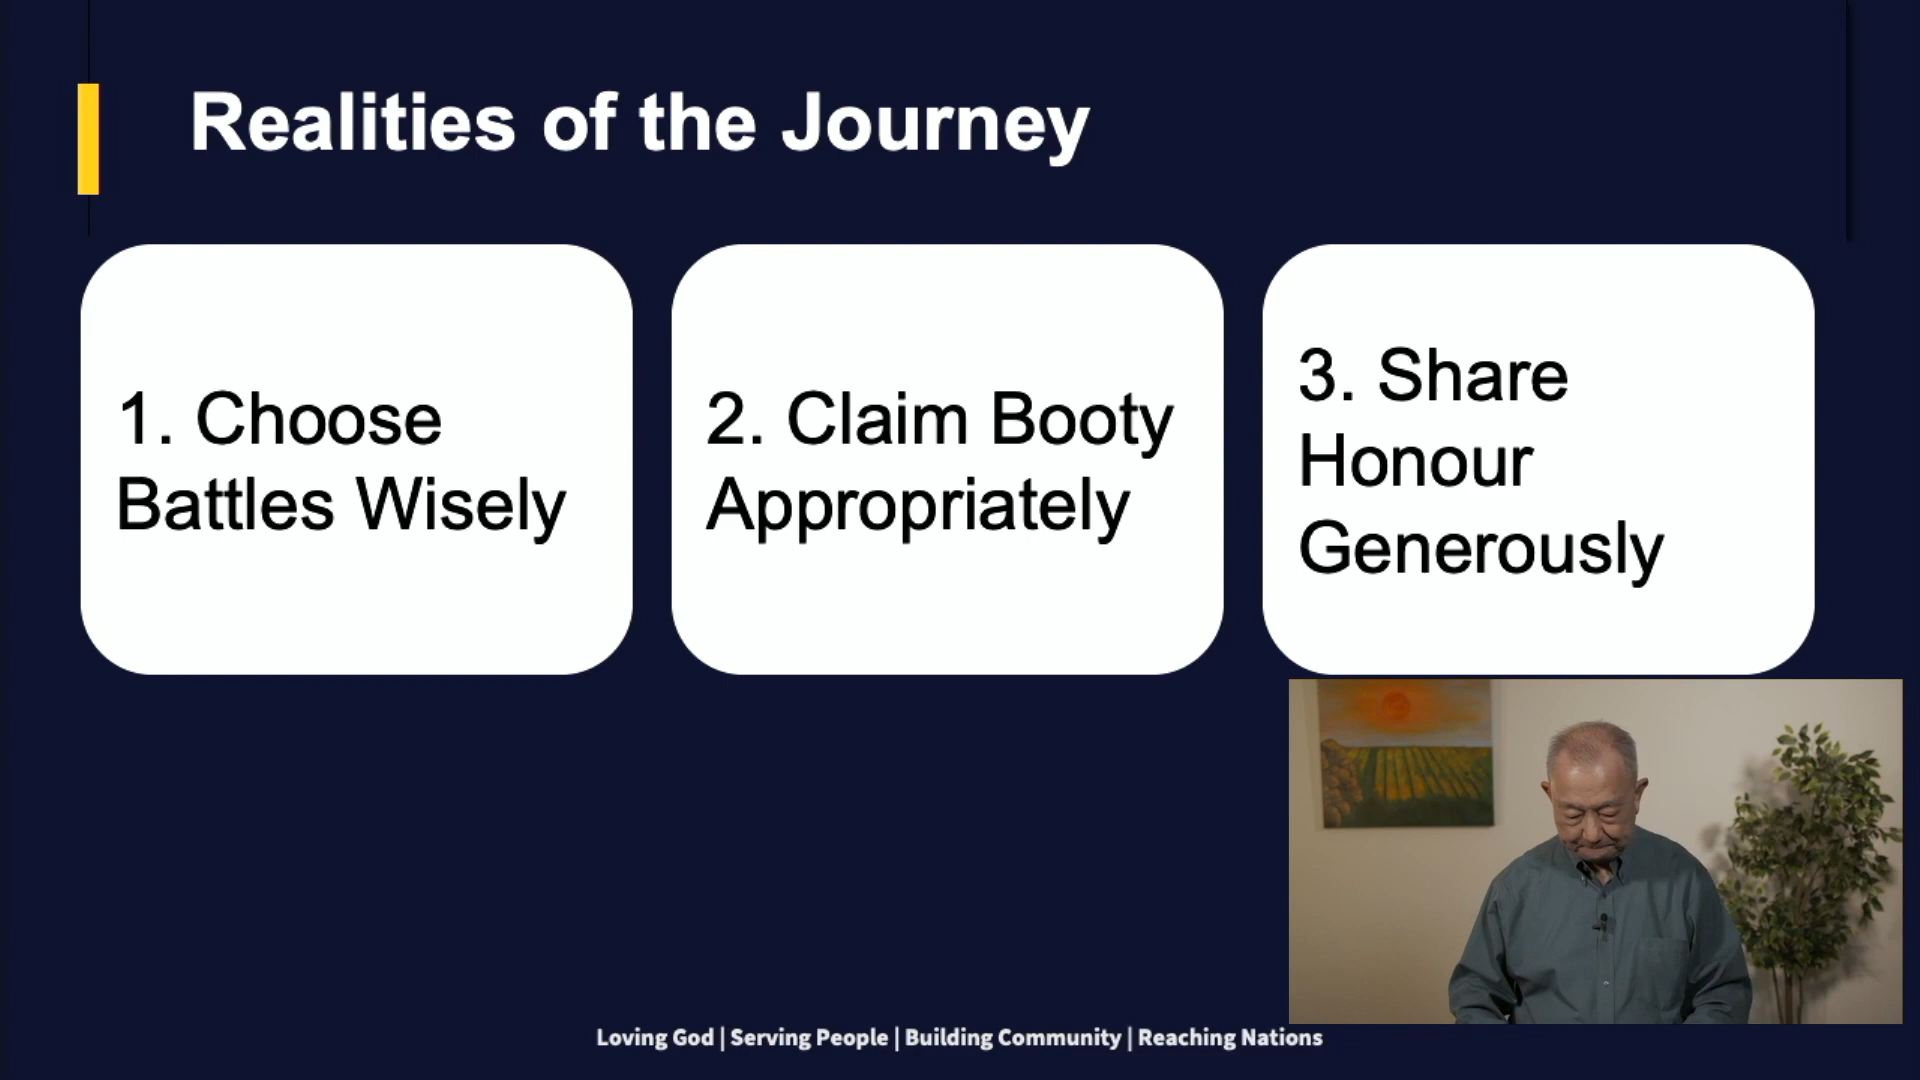 Realities of the Journey
1. Choose
Battles Wisely
2. Claim Booty
Appropriately
3. Share
Honour
Generously
Loving God | Serving People | Building Community | Reaching Nations